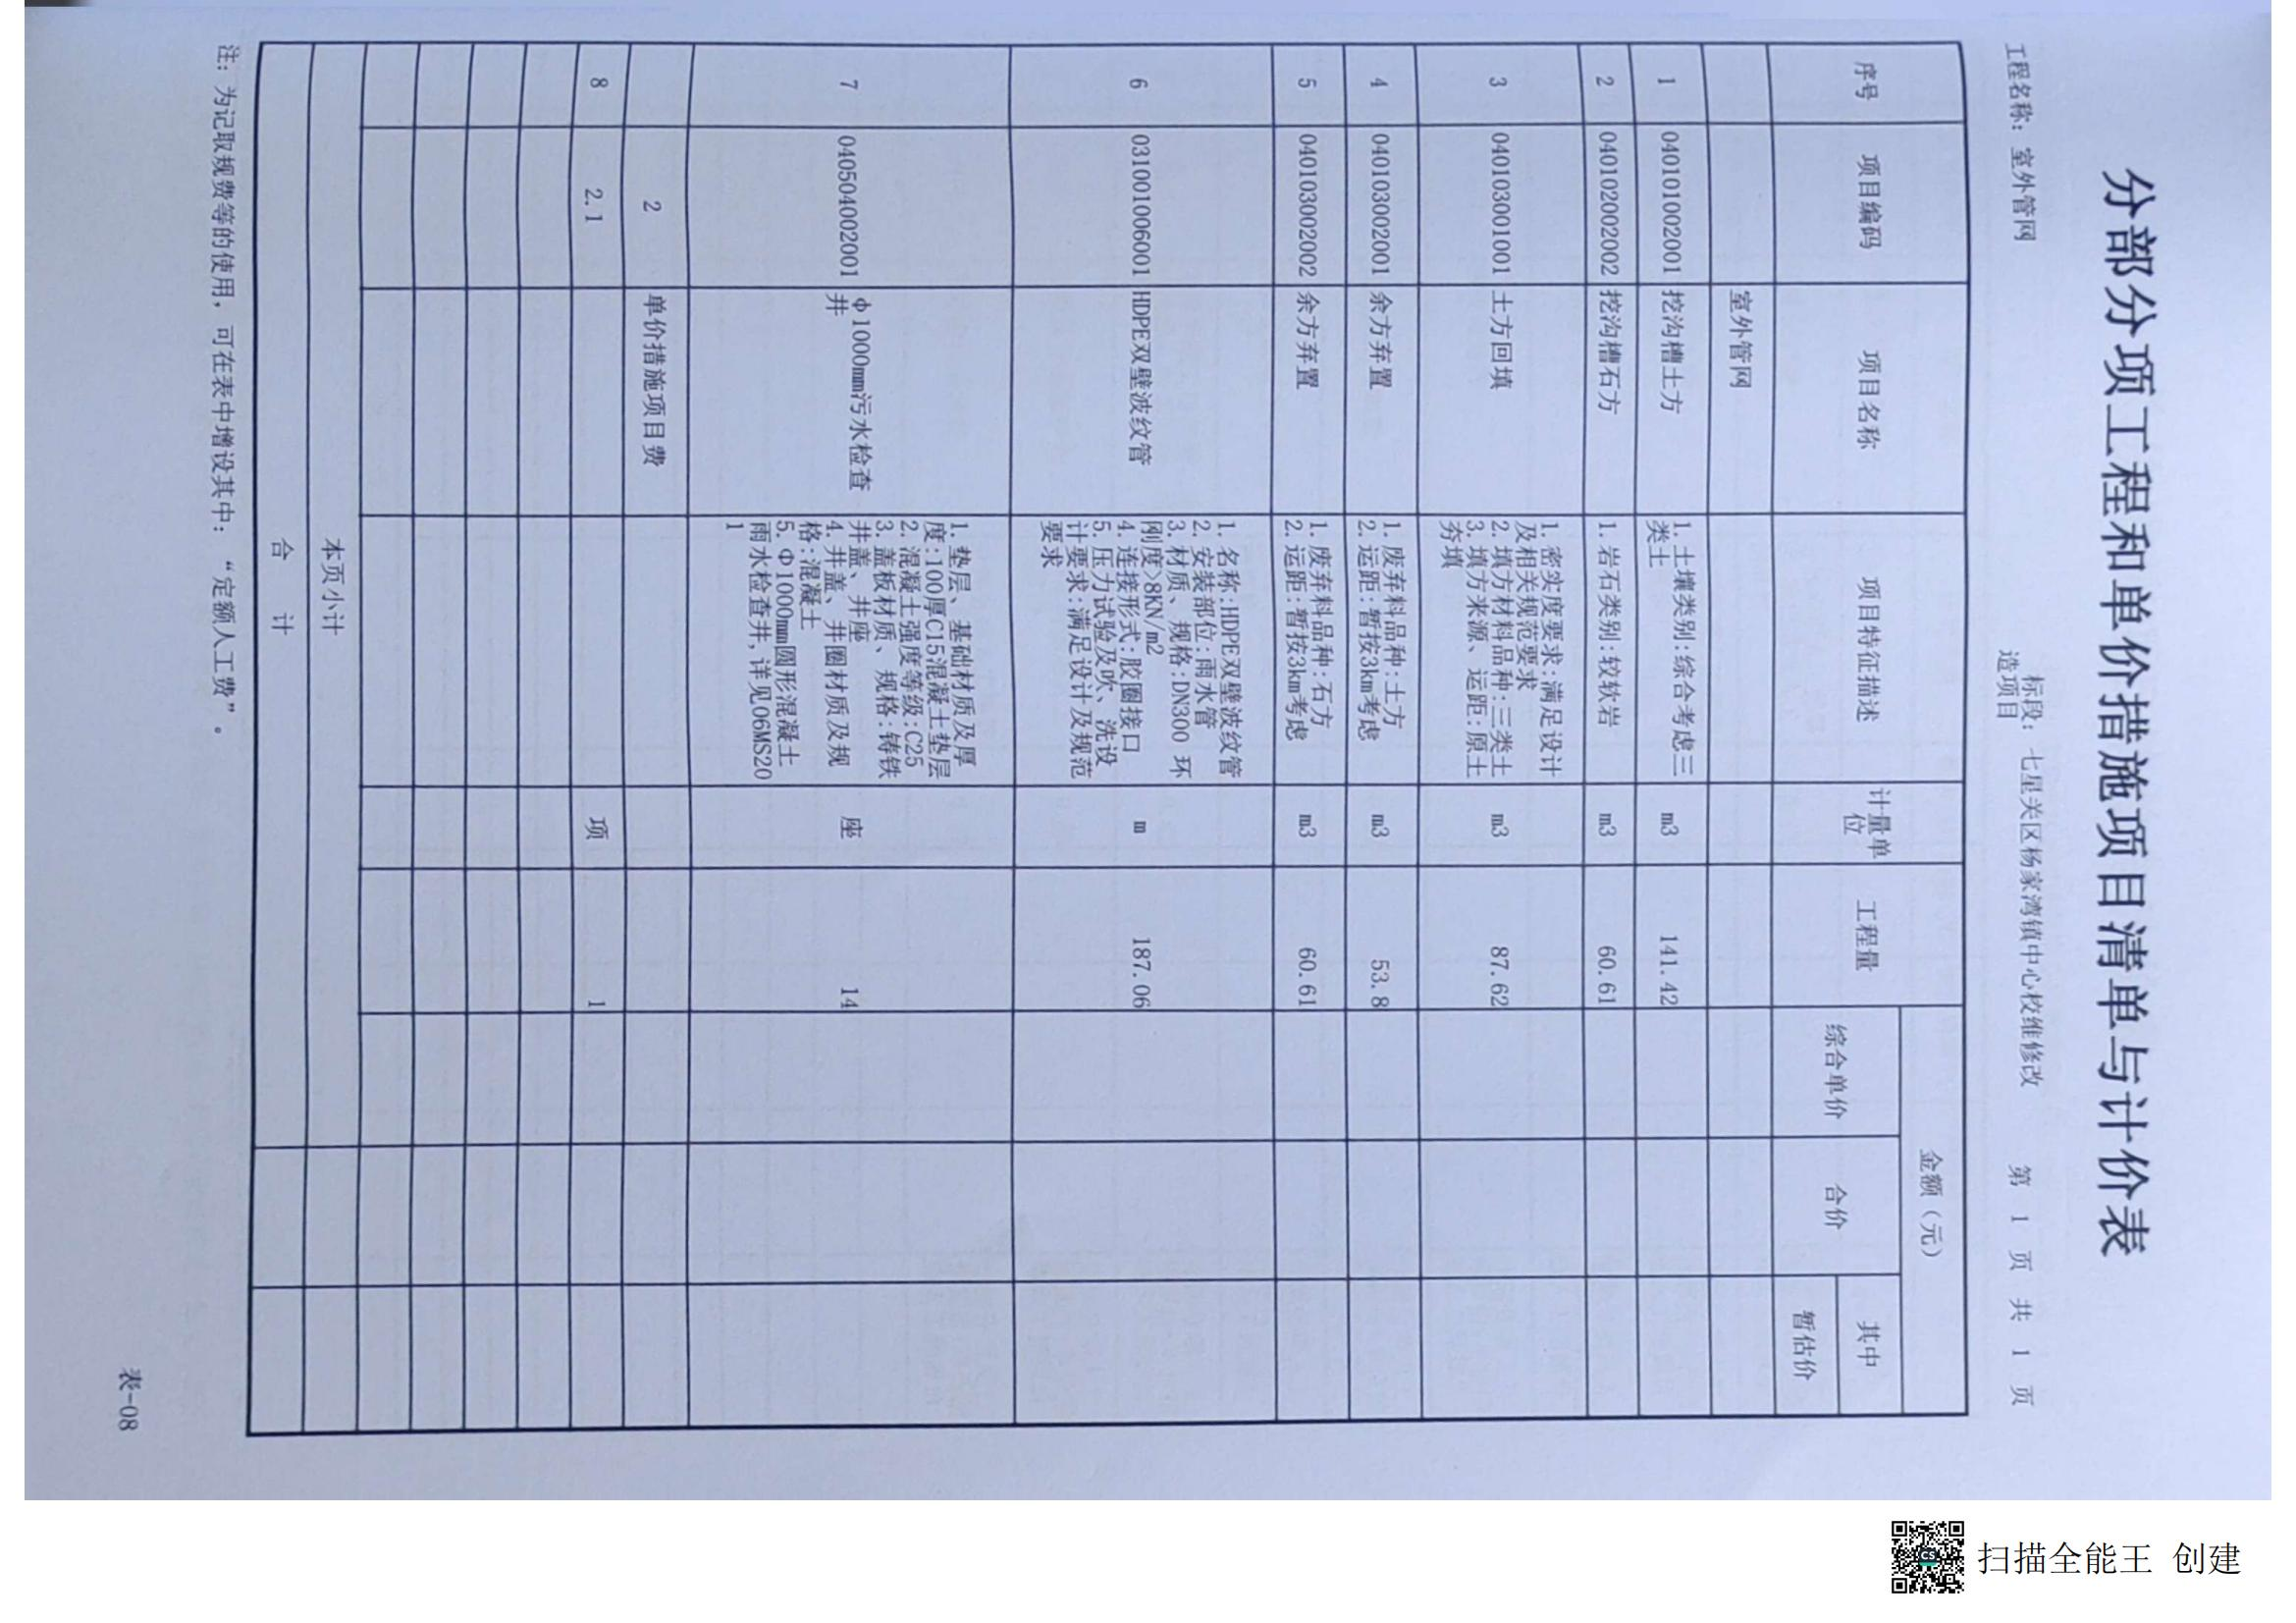 分部分项工程和单价措施项目清单与计价表
工程名称：室外管网
标段：七星关区杨家湾镇中心校维修改
造项目
第 1 页 共 1 页
序号 项目编码 项目名称 项目特征描述 计量单
位 工程量 金额（元）
综合单价 合价 其中
暂估价
室外管网
1 040101002001 挖沟槽土方 1. 土壤类别:综合考虑三
类土 m3 141.42
2 040102002002 挖沟槽石方 1. 岩石类别:较软岩 m3 60.61
3 040103001001 土方回填 1. 密实度要求:满足设计
及相关规范要求
2. 填方材料品种:三类土
3. 填方来源、运距:原土
夯填 m3 87.62
4 040103002001 余方弃置 1. 废弃料品种:土方
2. 运距:暂按3km考虑 m3 53.8
5 040103002002 余方弃置 1. 废弃料品种:石方
2. 运距:暂按3km考虑 m3 60.61
6 031001006001 HDPE双壁波纹管 1. 名称:HDPE双壁波纹管
2. 安装部位:雨水管
3. 材质、规格:DN300 环
刚度>8KN/m2
4. 连接形式:胶圈接口
5. 压力试验及吹、洗设
计要求:满足设计及规范
要求 m 187.06
7 040504002001 φ1000mm污水检查
井 1. 垫层、基础材质及厚
度:100厚C15混凝土垫层
2. 混凝土强度等级:C25
3. 盖板材质、规格:铸铁
井盖、井座
4. 井盖、井圈材质及规
格:混凝土
5. Φ1000mm圆形混凝土
雨水检查井,详见06MS20
1 座 14
2 单价措施项目费
8 2.1 项 1
本页小计
合 计
注：为记取规费等的使用，可在表中增设其中：“定额人工费”。
表-08
扫描全能王 创建